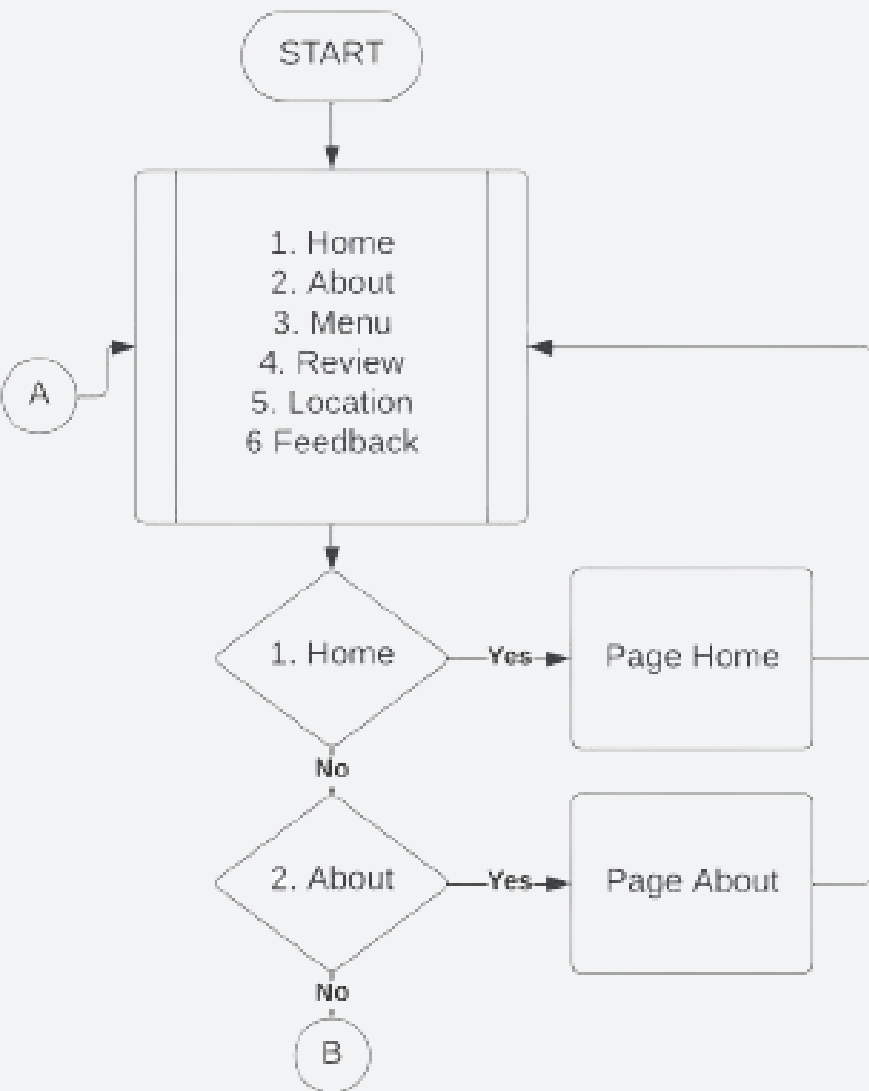 START
1. Home
2. About
3. Menu
4. Review
5. Location
6 Feedback
A
1. Home
Yes
Page Home
No
2. About
Yes
Page About
No
B